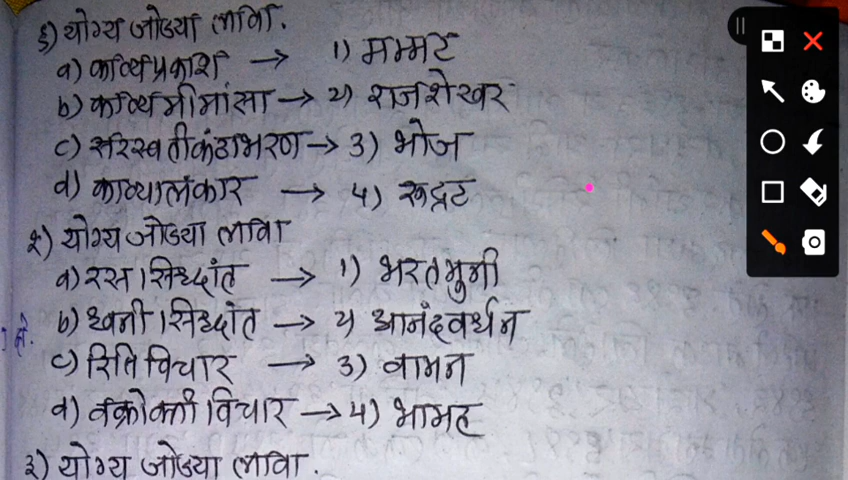 १) योग्य जोड्या लावा.
a) काव्यप्रकाश → 1) मम्मट
b) काव्यमीमांसा → 2) राजशेखर
c) सरस्वतीकंठाभरण → 3) भोज
d) काव्यालंकार → 4) रूद्रट
२) योग्य जोड्या लावा
a) रस सिध्दांत → 1) भरतमुनी
b) ध्वनी सिध्दांत → 2) आनंदवर्धन
c) रिति विचार → 3) वामन
d) वक्रोक्ती विचार → 4) भामह
३) योग्य जोड्या लावा.